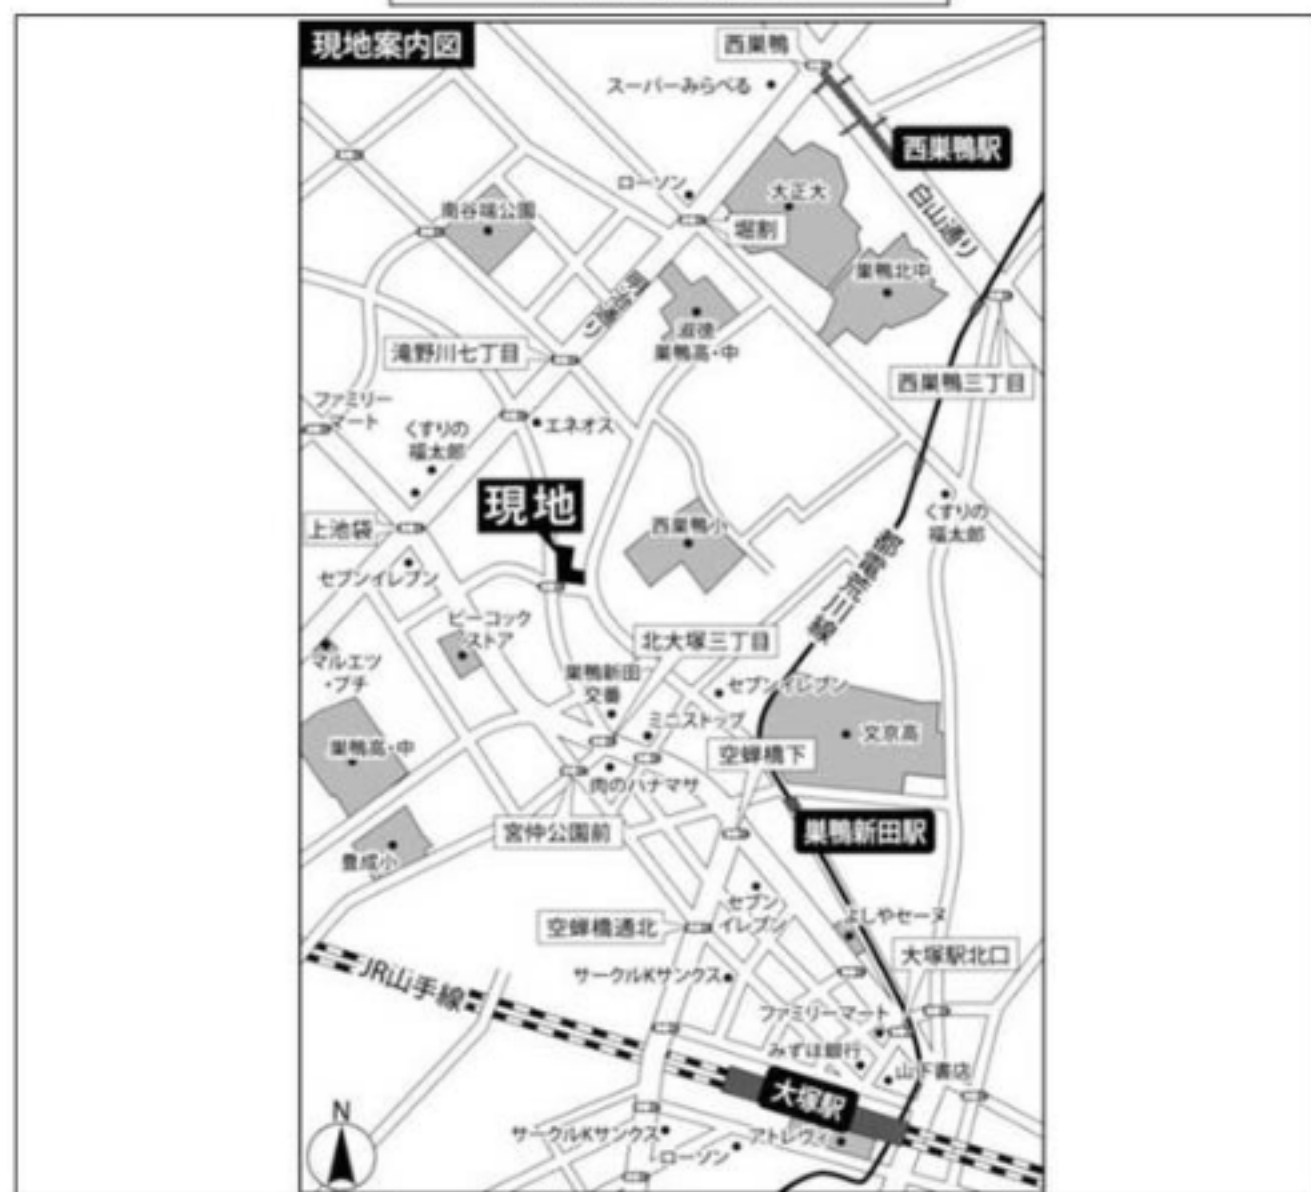 現地案内図
西巣鴨
スーパーみらべる
西巣鴨駅
ローソン
大正大
白山通り
南谷端公園
堀割
巣鴨北中
明治通り
淑徳
巣鴨高・中
滝野川七丁目
西巣鴨三丁目
ファミリー
マート
くすりの
福太郎
エネオス
現地
西巣鴨小
くすりの
福太郎
上池袋
都電荒川線
セブンイレブン
ピーコック
ストア
北大塚三丁目
マルエツ
・プチ
巣鴨新田
交番
セブンイレブン
ミニストップ
文京高
巣鴨高・中
空蝉橋下
肉のハナマサ
宮仲公園前
巣鴨新田駅
豊成小
セブン
イレブン
よしやセーヌ
空蝉橋通北
大塚駅北口
JR山手線
サークルKサンクス
ファミリーマート
みずほ銀行
山下書店
大塚駅
N
サークルKサンクス
アトレヴィ
ローソン